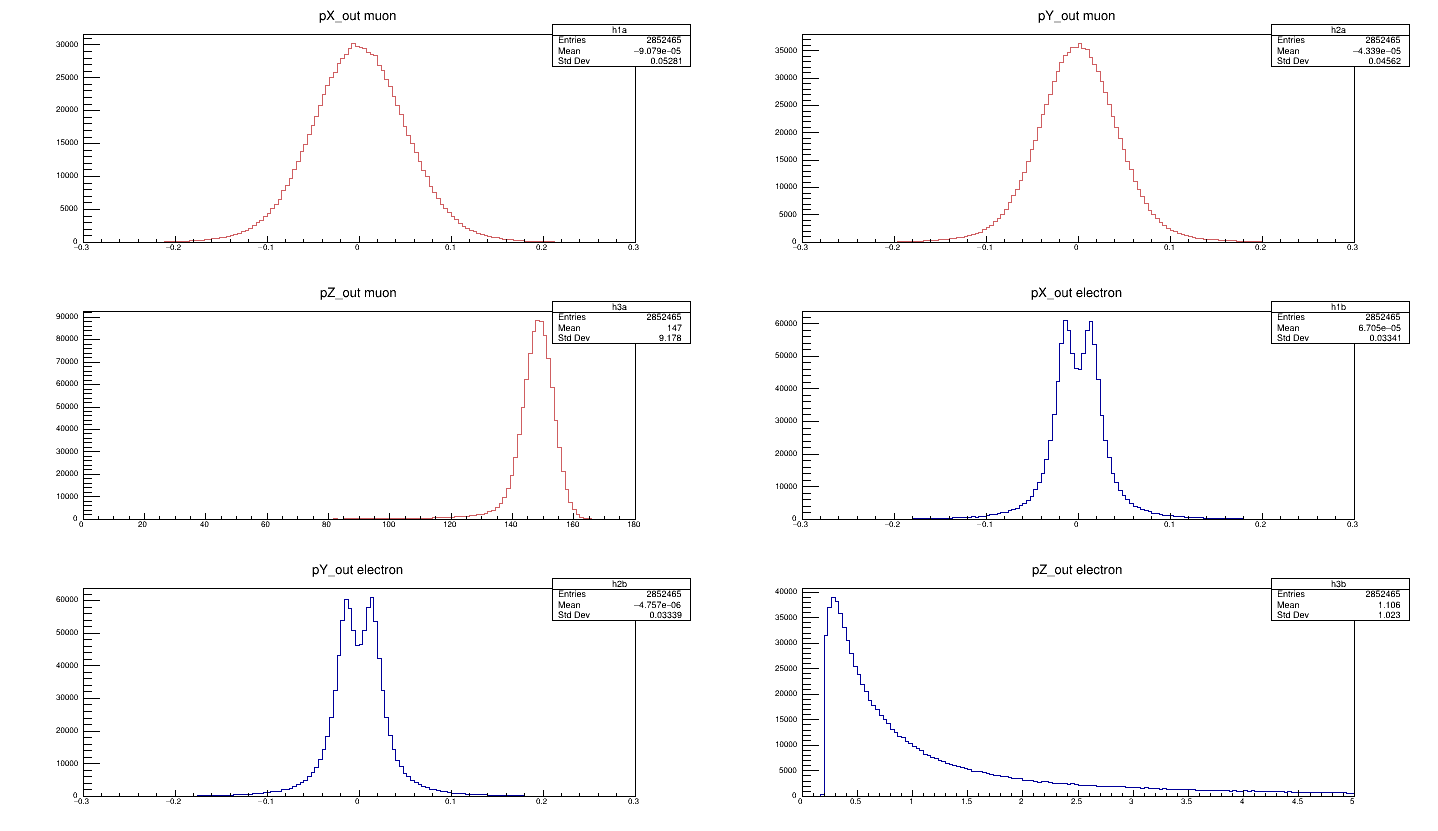 pX_out muon
h1a
Entries 2852465
Mean −9.079e−05
Std Dev 0.05281
30000
25000
20000
15000
10000
5000
0
−0.3 −0.2 −0.1 0 0.1 0.2 0.3
pY_out muon
h2a
Entries 2852465
Mean −4.339e−05
Std Dev 0.04562
35000
30000
25000
20000
15000
10000
5000
0
−0.3 −0.2 −0.1 0 0.1 0.2 0.3
pZ_out muon
h3a
Entries 2852465
Mean 147
Std Dev 9.178
90000
80000
70000
60000
50000
40000
30000
20000
10000
0
0 20 40 60 80 100 120 140 160 180
pX_out electron
h1b
Entries 2852465
Mean 6.705e−05
Std Dev 0.03341
60000
50000
40000
30000
20000
10000
0
−0.3 −0.2 −0.1 0 0.1 0.2 0.3
pY_out electron
h2b
Entries 2852465
Mean −4.757e−06
Std Dev 0.03339
60000
50000
40000
30000
20000
10000
0
−0.3 −0.2 −0.1 0 0.1 0.2 0.3
pZ_out electron
h3b
Entries 2852465
Mean 1.106
Std Dev 1.023
40000
35000
30000
25000
20000
15000
10000
5000
0
0 0.5 1 1.5 2 2.5 3 3.5 4 4.5 5